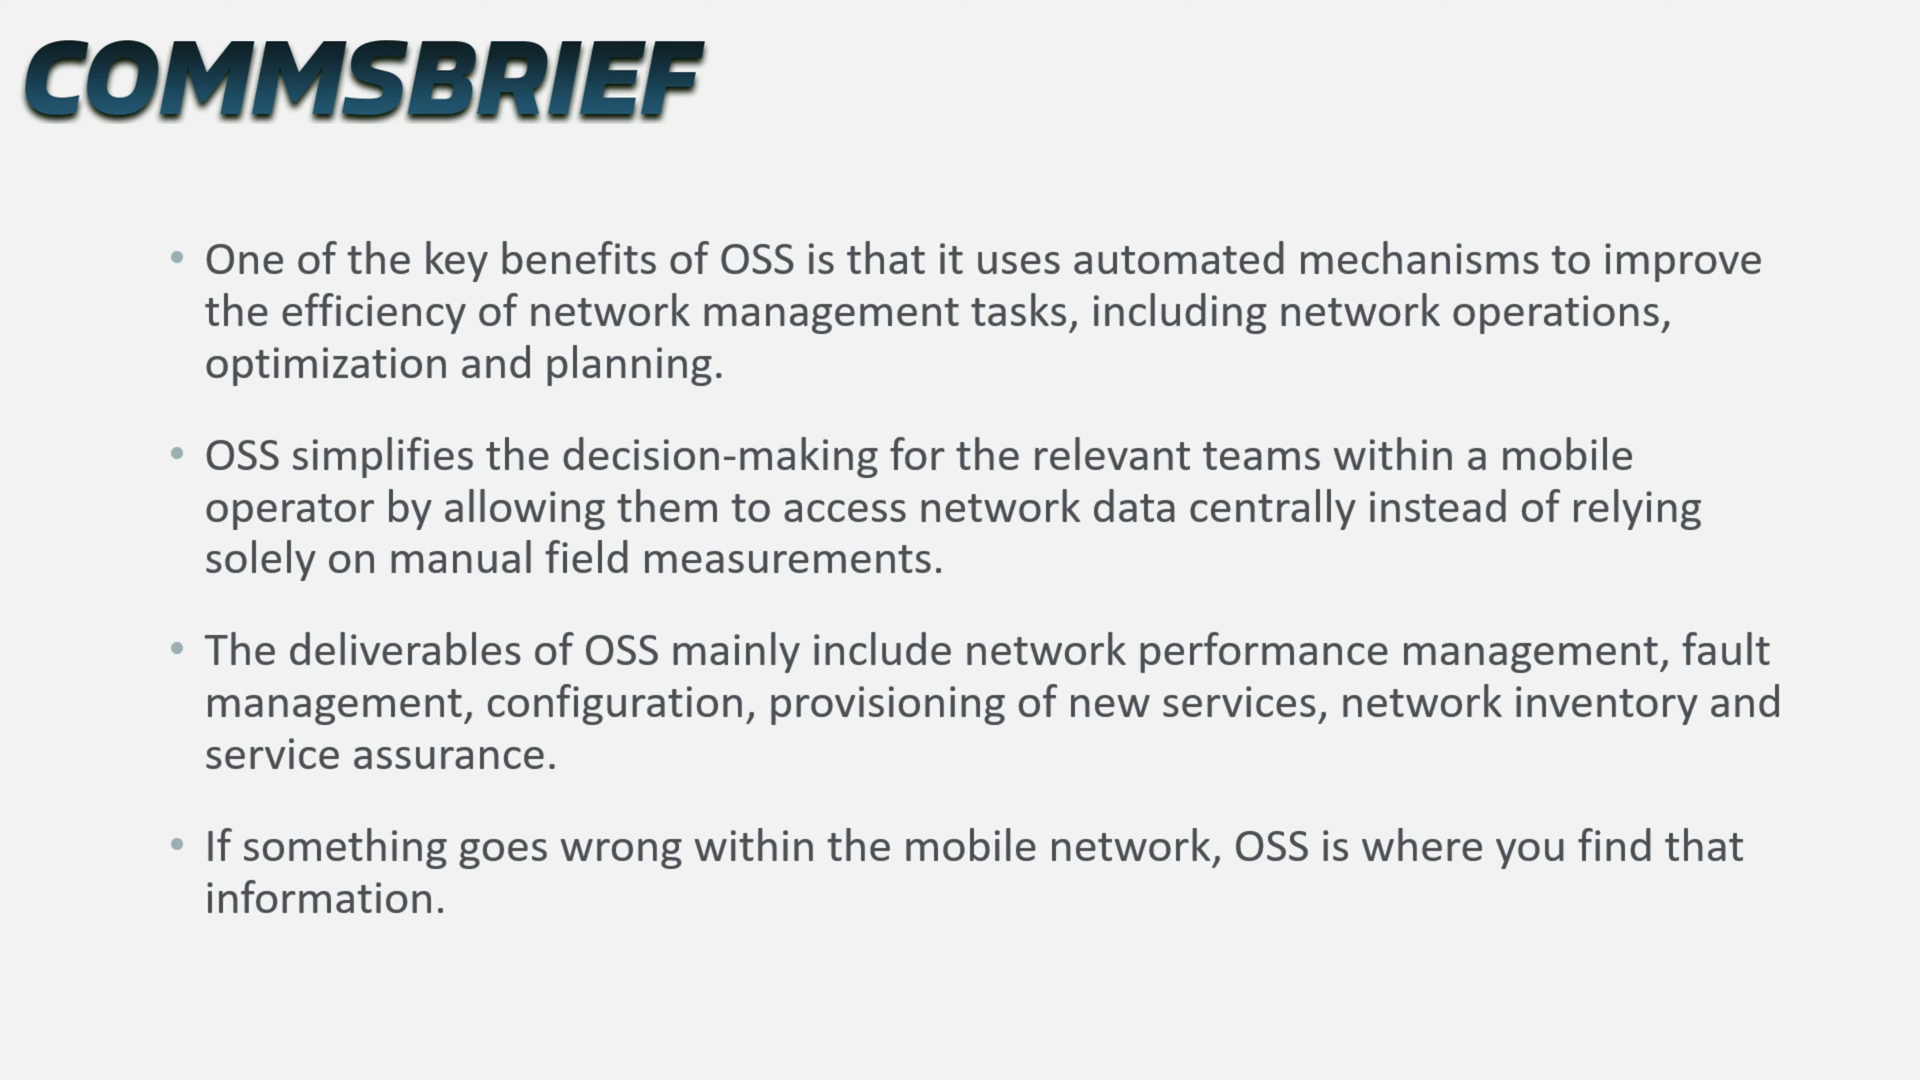 COMMSBRIEF
• One of the key benefits of OSS is that it uses automated mechanisms to improve
the efficiency of network management tasks, including network operations,
optimization and planning.
• OSS simplifies the decision-making for the relevant teams within a mobile
operator by allowing them to access network data centrally instead of relying
solely on manual field measurements.
• The deliverables of OSS mainly include network performance management, fault
management, configuration, provisioning of new services, network inventory and
service assurance.
• If something goes wrong within the mobile network, OSS is where you find that
information.